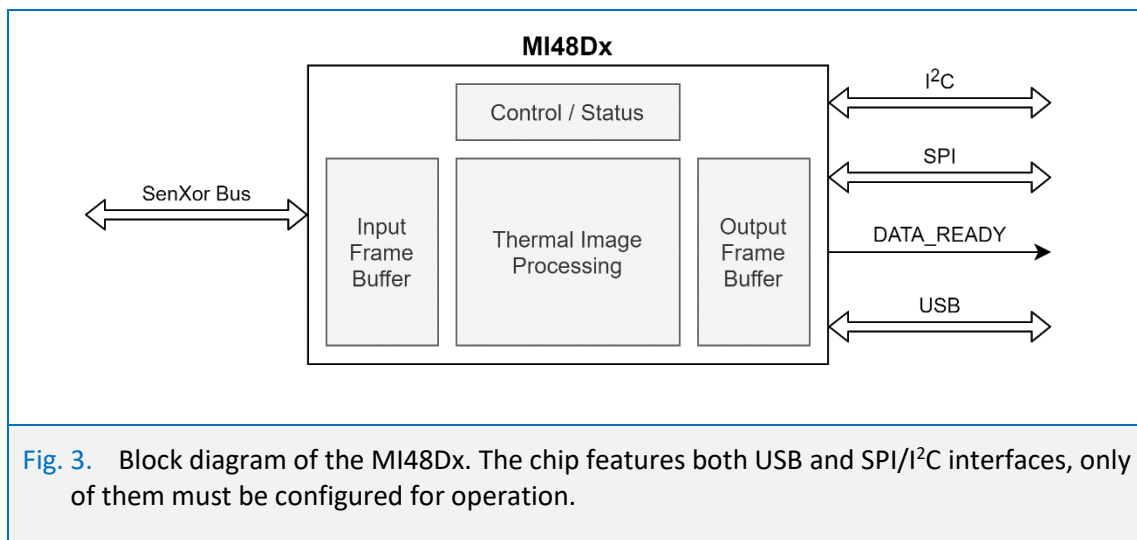 MI48Dx
Control / Status
I²C
SPI
SenXor Bus
Input
Frame
Buffer
Thermal Image
Processing
Output
Frame
Buffer
DATA_READY
USB
Fig. 3. Block diagram of the MI48Dx. The chip features both USB and SPI/I²C interfaces, only
of them must be configured for operation.